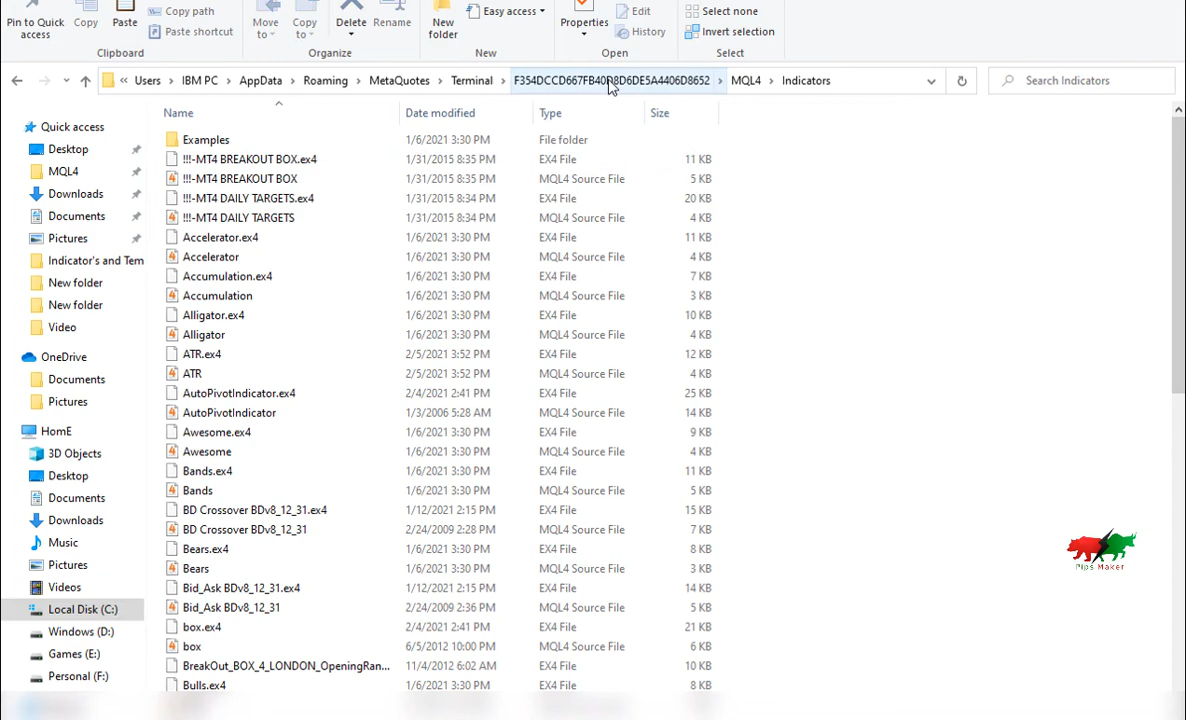 Pin to Quick access
Copy
Paste
Copy path
Paste shortcut
Clipboard
Move to
Copy to
Delete
Rename
Organize
New folder
Easy access
New
Properties
Edit
History
Open
Select none
Invert selection
Select
« Users › IBM PC › AppData › Roaming › MetaQuotes › Terminal › › MQL4 › Indicators
Search Indicators
Name Date modified Type Size
Quick access
Desktop
MQL4
Downloads
Documents
Pictures
Indicator's and Tem
New folder
New folder
Video
OneDrive
Documents
Pictures
HomE
3D Objects
Desktop
Documents
Downloads
Music
Pictures
Videos
Local Disk (C:)
Windows (D:)
Games (E:)
Personal (F:)
Examples 1/6/2021 3:30 PM File folder
!!!-MT4 BREAKOUT BOX.ex4 1/31/2015 8:35 PM EX4 File 11 KB
!!!-MT4 BREAKOUT BOX 1/31/2015 8:35 PM MQL4 Source File 5 KB
!!!-MT4 DAILY TARGETS.ex4 1/31/2015 8:34 PM EX4 File 20 KB
!!!-MT4 DAILY TARGETS 1/31/2015 8:34 PM MQL4 Source File 4 KB
Accelerator.ex4 1/6/2021 3:30 PM EX4 File 11 KB
Accelerator 1/6/2021 3:30 PM MQL4 Source File 4 KB
Accumulation.ex4 1/6/2021 3:30 PM EX4 File 7 KB
Accumulation 1/6/2021 3:30 PM MQL4 Source File 3 KB
Alligator.ex4 1/6/2021 3:30 PM EX4 File 10 KB
Alligator 1/6/2021 3:30 PM MQL4 Source File 4 KB
ATR.ex4 2/5/2021 3:52 PM EX4 File 12 KB
ATR 2/5/2021 3:52 PM MQL4 Source File 4 KB
AutoPivotIndicator.ex4 2/4/2021 2:41 PM EX4 File 25 KB
AutoPivotIndicator 1/3/2006 5:28 AM MQL4 Source File 14 KB
Awesome.ex4 1/6/2021 3:30 PM EX4 File 9 KB
Awesome 1/6/2021 3:30 PM MQL4 Source File 4 KB
Bands.ex4 1/6/2021 3:30 PM EX4 File 11 KB
Bands 1/6/2021 3:30 PM MQL4 Source File 5 KB
BD Crossover BDv8_12_31.ex4 1/12/2021 2:15 PM EX4 File 15 KB
BD Crossover BDv8_12_31 2/24/2009 2:28 PM MQL4 Source File 7 KB
Bears.ex4 1/6/2021 3:30 PM EX4 File 8 KB
Bears 1/6/2021 3:30 PM MQL4 Source File 3 KB
Bid_Ask BDv8_12_31.ex4 1/12/2021 2:15 PM EX4 File 14 KB
Bid_Ask BDv8_12_31 2/24/2009 2:36 PM MQL4 Source File 5 KB
box.ex4 2/4/2021 2:41 PM EX4 File 21 KB
box 6/5/2012 10:00 PM MQL4 Source File 6 KB
BreakOut_BOX_4_LONDON_OpeningRan... 11/4/2012 6:02 AM EX4 File 10 KB
Bulls.ex4 1/6/2021 3:30 PM EX4 File 8 KB
Pips Maker